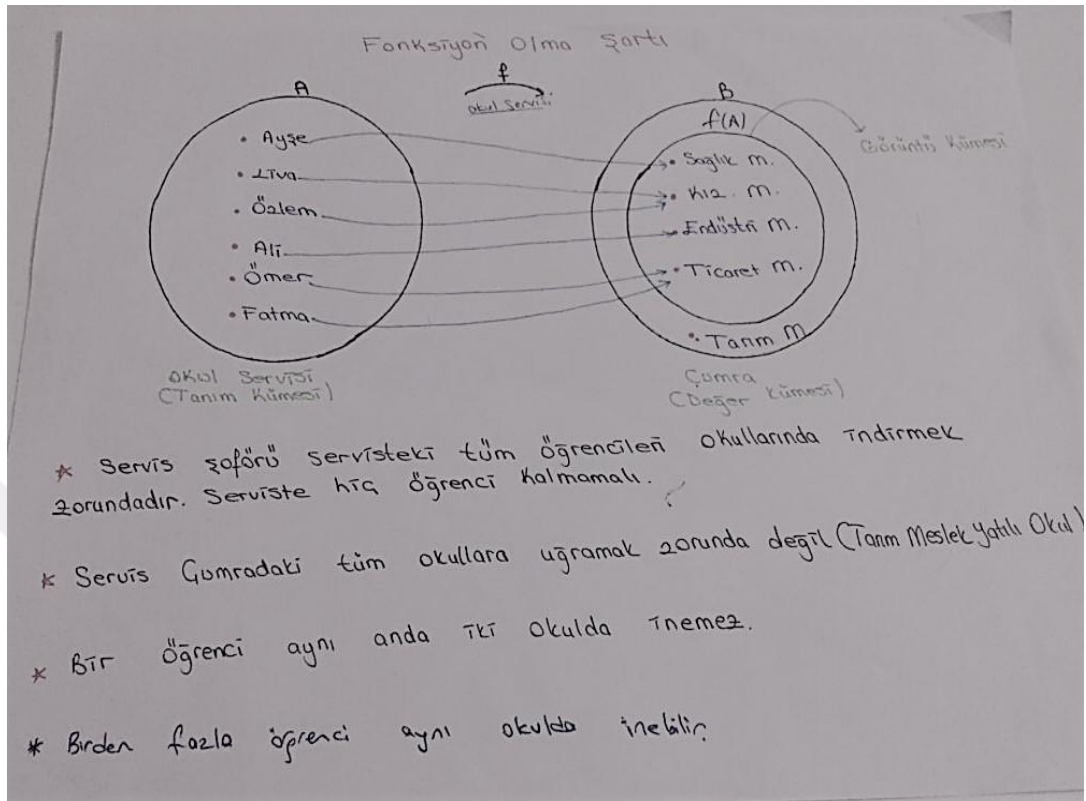 Fonksiyon Olma Şartı
f
okul servisi
A
Ayşe
Liva
Özlem
Ali
Ömer
Fatma
Okul Servisi
(Tanım Kümesi)
B
f(A)
Görüntü Kümesi
Sağlık m.
Kız m.
Endüstri m.
Ticaret m.
Tarım M
Çumra
(Değer kümesi)
* Servis şoförü servisteki tüm öğrencileri okullarında indirmek
zorundadır. Serviste hiç öğrenci kalmamalı.
* Servis Çumradaki tüm okullara uğramak zorunda değil (Tarım Meslek Yatılı Okul)
* Bir öğrenci aynı anda iki okulda inemez.
* Birden fazla öğrenci aynı okulda inebilir.